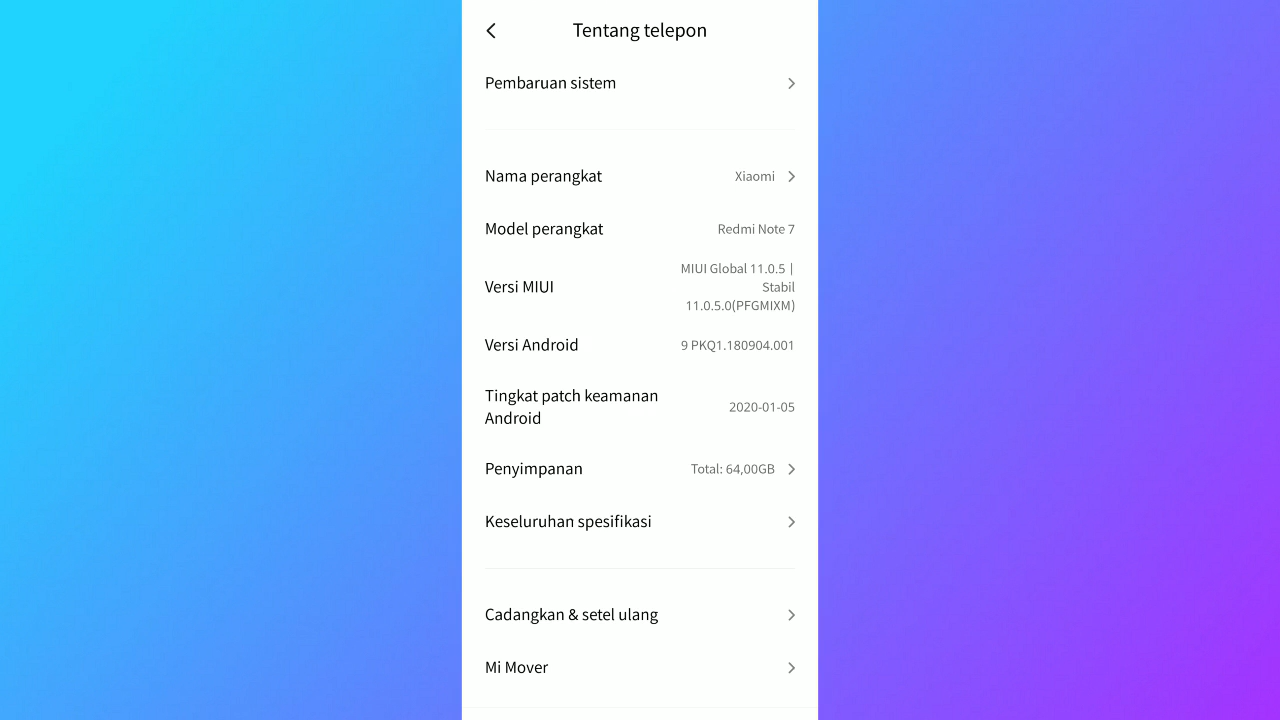 Tentang telepon
Pembaruan sistem
Nama perangkat
Xiaomi
Model perangkat
Redmi Note 7
Versi MIUI
MIUI Global 11.0.5 |
Stabil
11.0.5.0(PFGMIXM)
Versi Android
9 PKQ1.180904.001
Tingkat patch keamanan
Android
2020-01-05
Penyimpanan
Total: 64,00GB
Keseluruhan spesifikasi
Cadangkan & setel ulang
Mi Mover